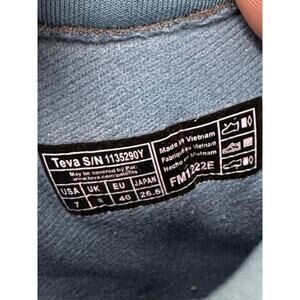 Teva S/N 1135290Y
May be covered by Pat.
www.teva.com/patents
USA UK EU JAPAN
7 40 25.5
Made in Vietnam
Fabriqué au Vietnam
Hecho en Vietnam
FM1222E